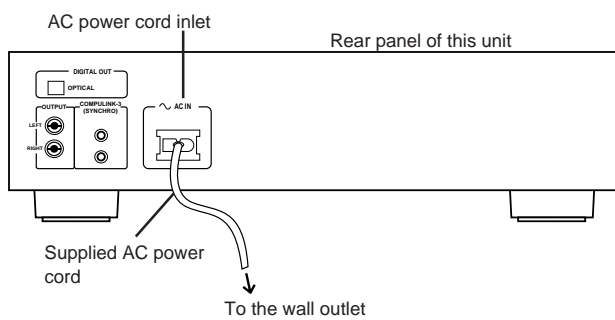 AC power cord inlet
Rear panel of this unit
DIGITAL OUT
OPTICAL
OUTPUT
COMPULINK-3
(SYNCHRO)
AC IN
LEFT
RIGHT
Supplied AC power
cord
To the wall outlet